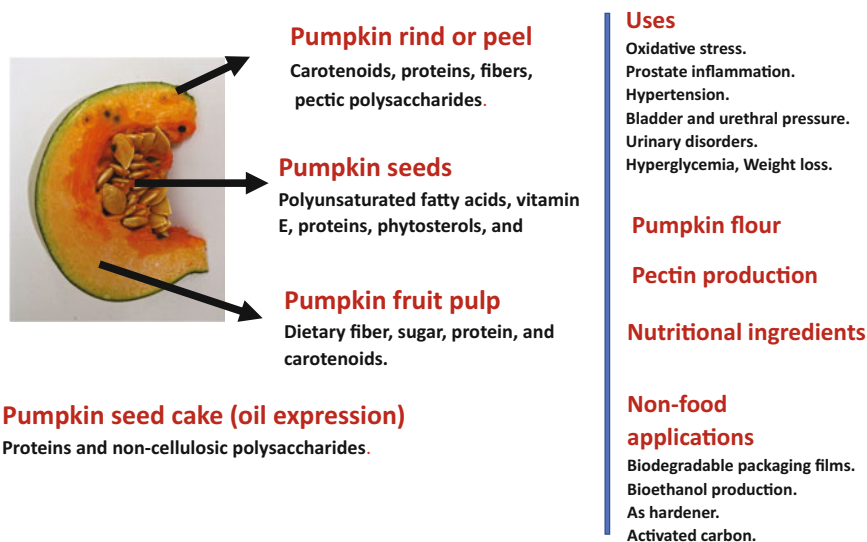 Pumpkin rind or peel
Carotenoids, proteins, fibers,
pectic polysaccharides.
Pumpkin seeds
Polyunsaturated fatty acids, vitamin
E, proteins, phytosterols, and
Pumpkin fruit pulp
Dietary fiber, sugar, protein, and
carotenoids.
Pumpkin seed cake (oil expression)
Proteins and non-cellulosic polysaccharides.
Uses
Oxidative stress.
Prostate inflammation.
Hypertension.
Bladder and urethral pressure.
Urinary disorders.
Hyperglycemia, Weight loss.
Pumpkin flour
Pectin production
Nutritional ingredients
Non-food
applications
Biodegradable packaging films.
Bioethanol production.
As hardener.
Activated carbon.